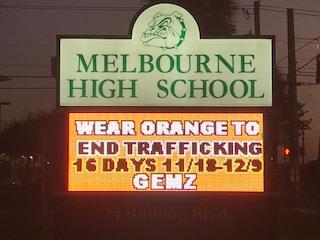 MELBOURNE
HIGH SCHOOL
WEAR ORANGE TO
END TRAFFICKING
16 DAYS 11/18-12/9
GEMZ
74 Bulldog Blvd.